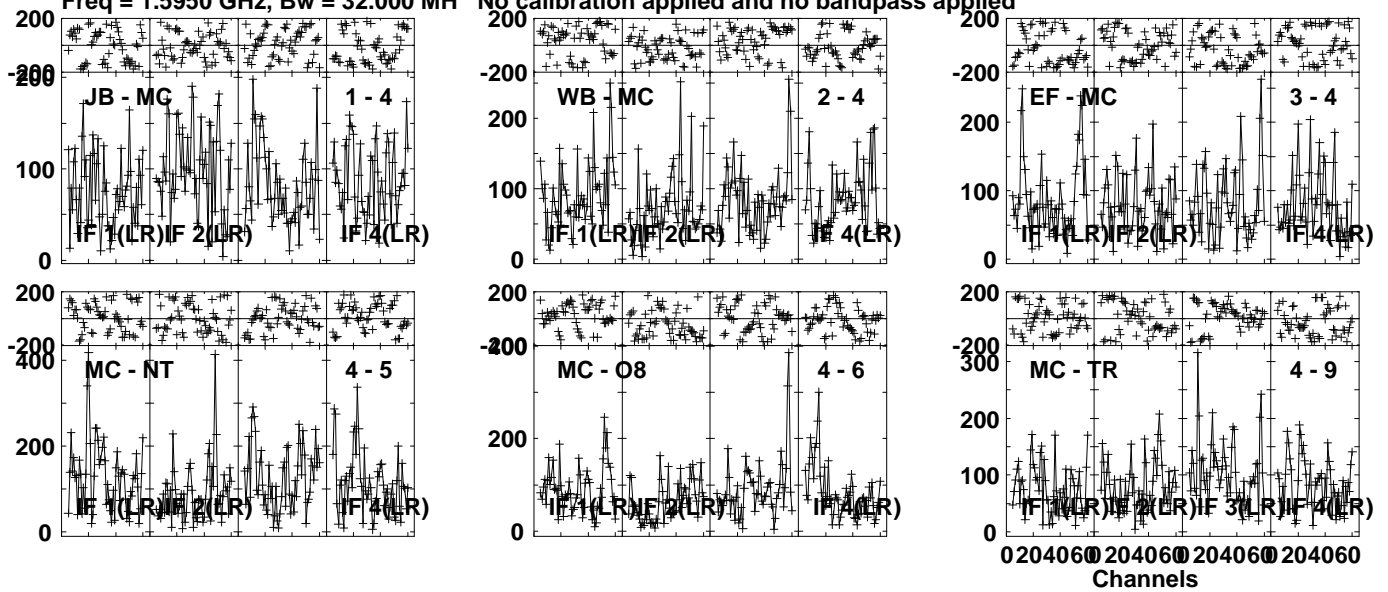 Freq = 1.5950 GHz, Bw = 32.000 MH No calibration applied and no bandpass applied
200 200 200
-200 -200 -200
200
JB - MC 1 - 4 WB - MC 2 - 4 EF - MC 3 - 4
200 200
100 100 100
IF 1(LR) IF 2(LR) IF 4(LR) IF 1(LR) IF 2(LR) IF 4(LR) IF 1(LR) IF 2(LR) IF 4(LR)
0 0 0
200 200 200
-200 -200 -200
400 400 300
MC - NT 4 - 5 MC - O8 4 - 6 MC - TR 4 - 9
200 200 200
100
IF 1(LR) IF 2(LR) IF 4(LR) IF 1(LR) IF 2(LR) IF 4(LR) IF 1(LR) IF 2(LR) IF 3(LR) IF 4(LR)
0 0 0
0 20 40 60 0 20 40 60 0 20 40 60 0 20 40 60
Channels